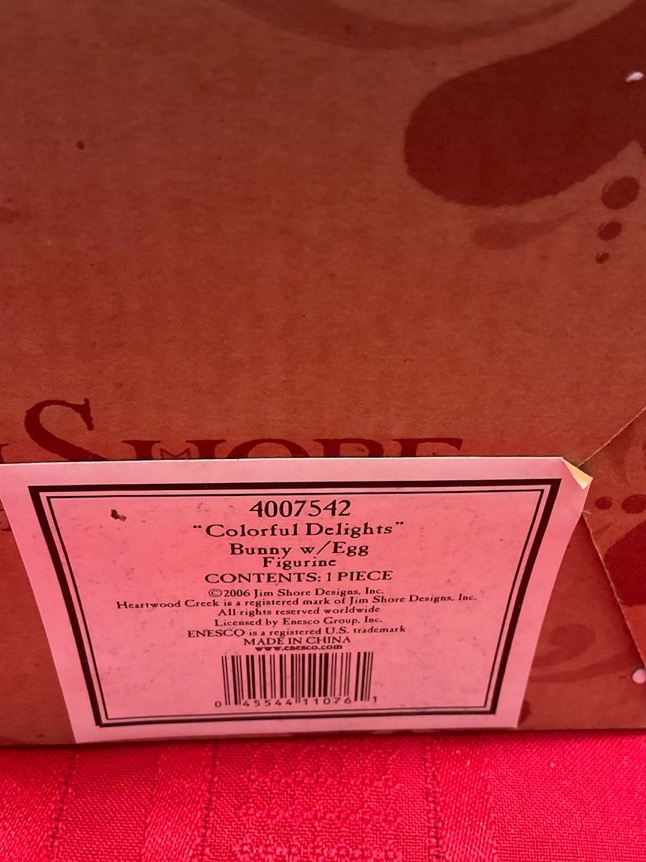 SHORE
4007542
"Colorful Delights"
Bunny w/Egg
Figurine
CONTENTS: 1 PIECE
©2006 Jim Shore Designs, Inc.
Heartwood Creek is a registered mark of Jim Shore Designs, Inc.
All rights reserved worldwide
Licensed by Enesco Group, Inc.
ENESCO is a registered U.S. trademark
MADE IN CHINA
www.enesco.com
0 45544 11076 1